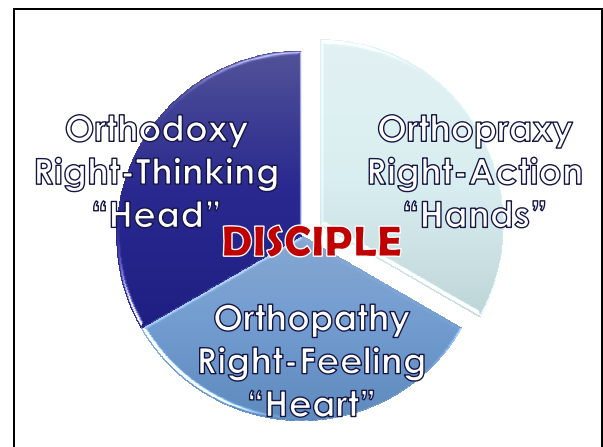 Orthodoxy
Right-Thinking
“Head”
Orthopraxy
Right-Action
“Hands”
DISCIPLE
Orthopathy
Right-Feeling
“Heart”